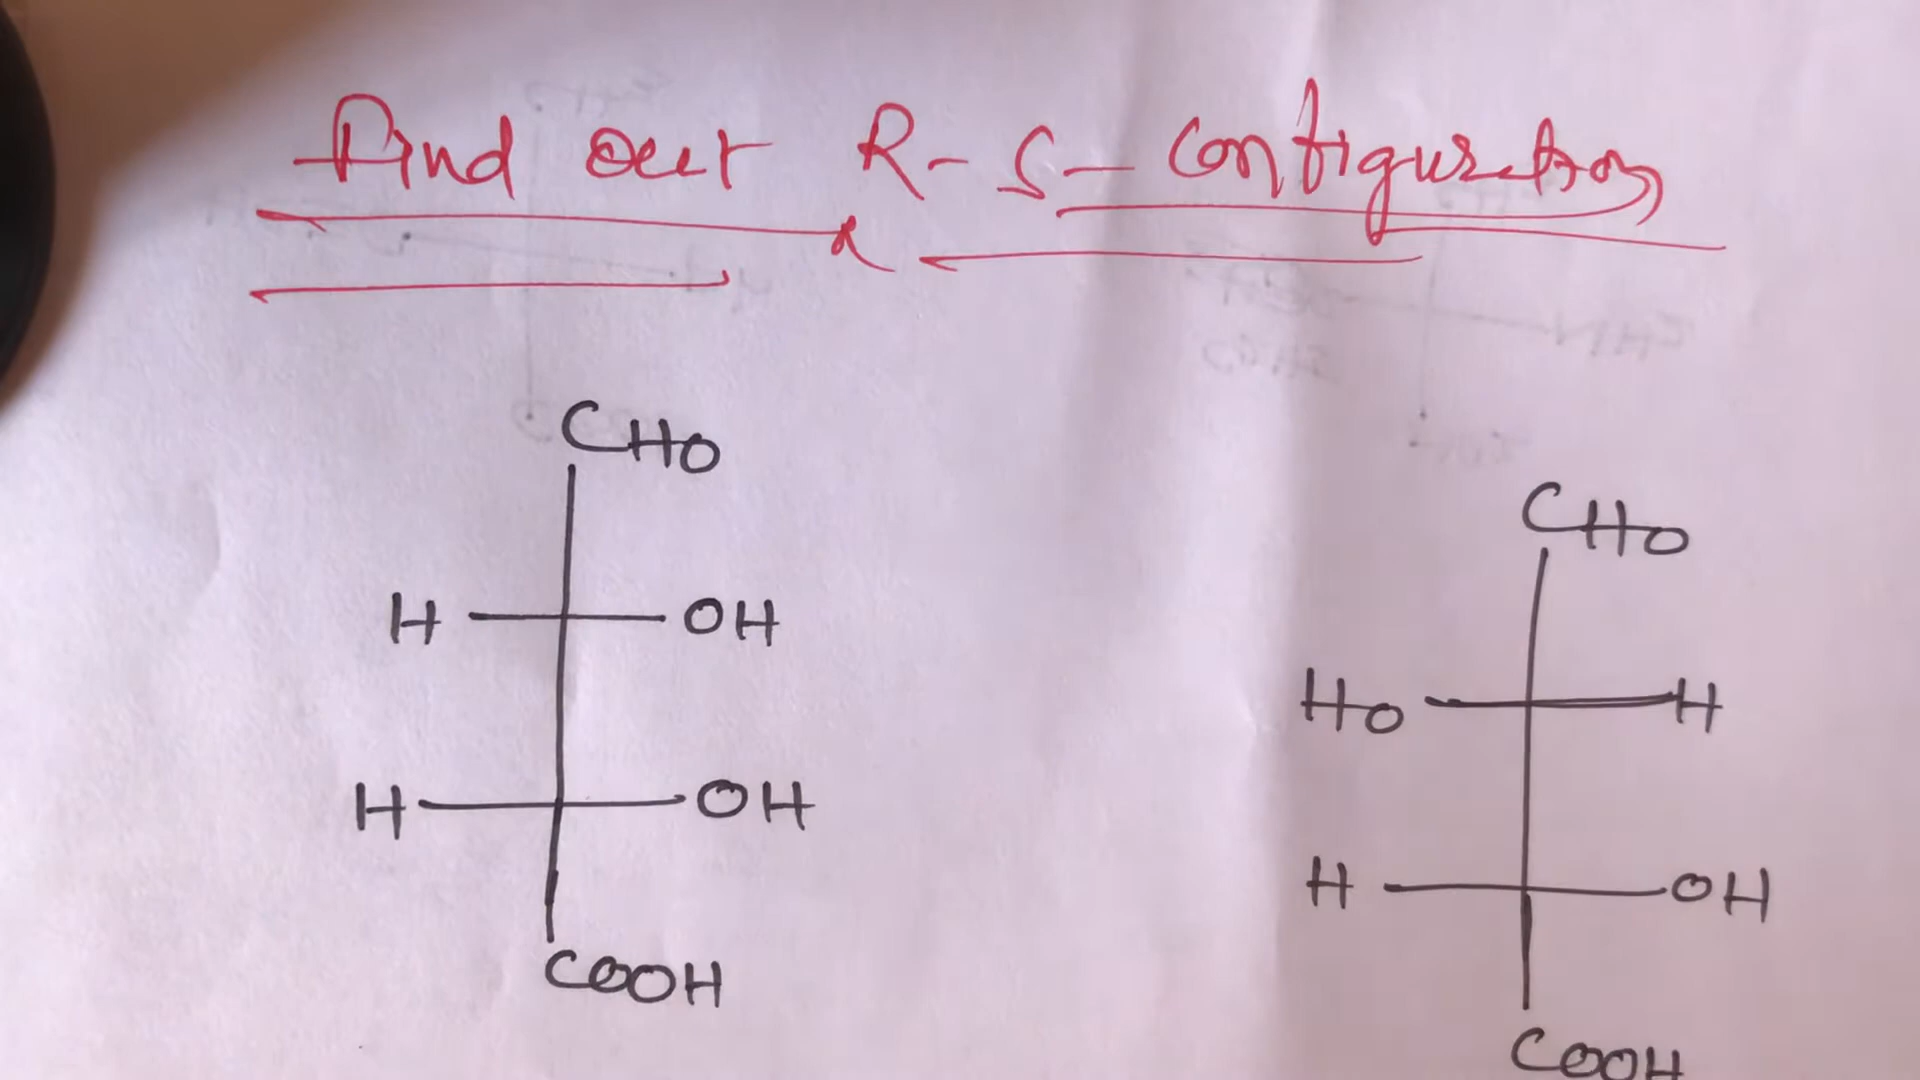 Find out R-S-Configuration
CHO
H OH
H OH
COOH
CHO
HO H
H OH
COOH